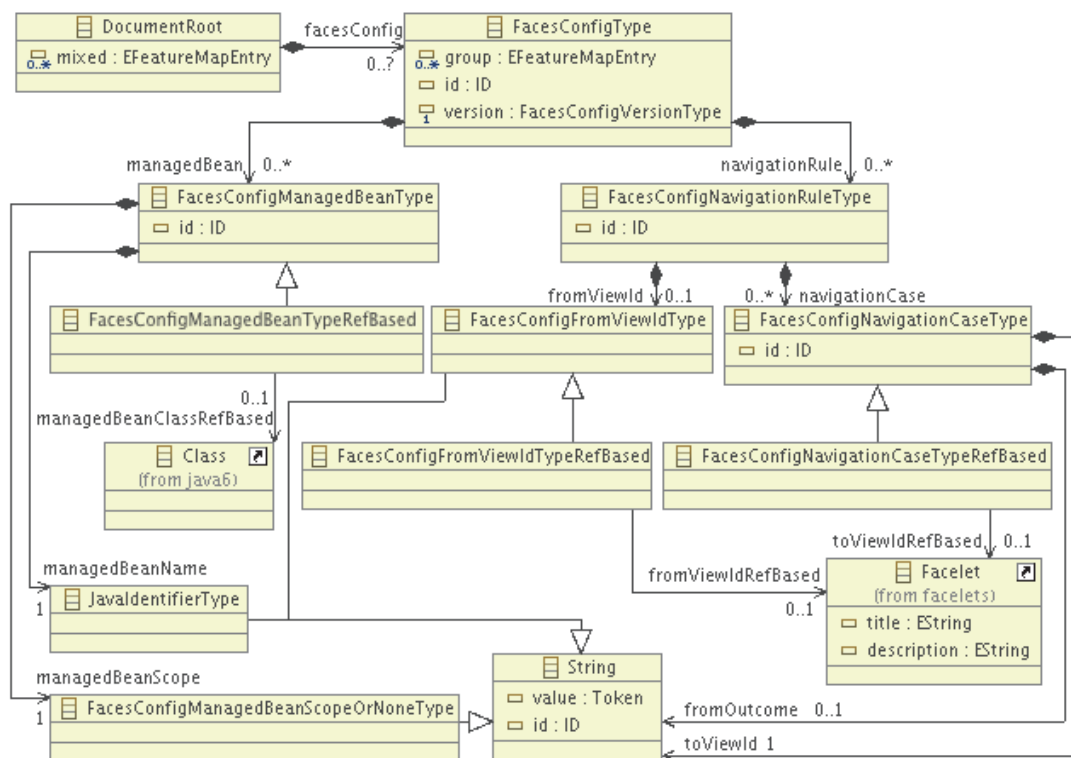 DocumentRoot
mixed : EFeatureMapEntry
0..*
facesConfig
0..?
FacesConfigType
group : EFeatureMapEntry
0..*
id : ID
version : FacesConfigVersionType
1
managedBean 0..*
navigationRule 0..*
FacesConfigManagedBeanType
id : ID
FacesConfigNavigationRuleType
id : ID
fromViewId 0..1
0..* navigationCase
FacesConfigManagedBeanTypeRefBased
FacesConfigFromViewIdType
FacesConfigNavigationCaseType
id : ID
0..1
managedBeanClassRefBased
Class
(from java6)
FacesConfigFromViewIdTypeRefBased
FacesConfigNavigationCaseTypeRefBased
toViewIdRefBased 0..1
managedBeanName
1
JavaIdentifierType
fromViewIdRefBased
0..1
Facelet
(from facelets)
title : EString
description : EString
managedBeanScope
1
FacesConfigManagedBeanScopeOrNoneType
String
value : Token
id : ID
fromOutcome 0..1
toViewId 1